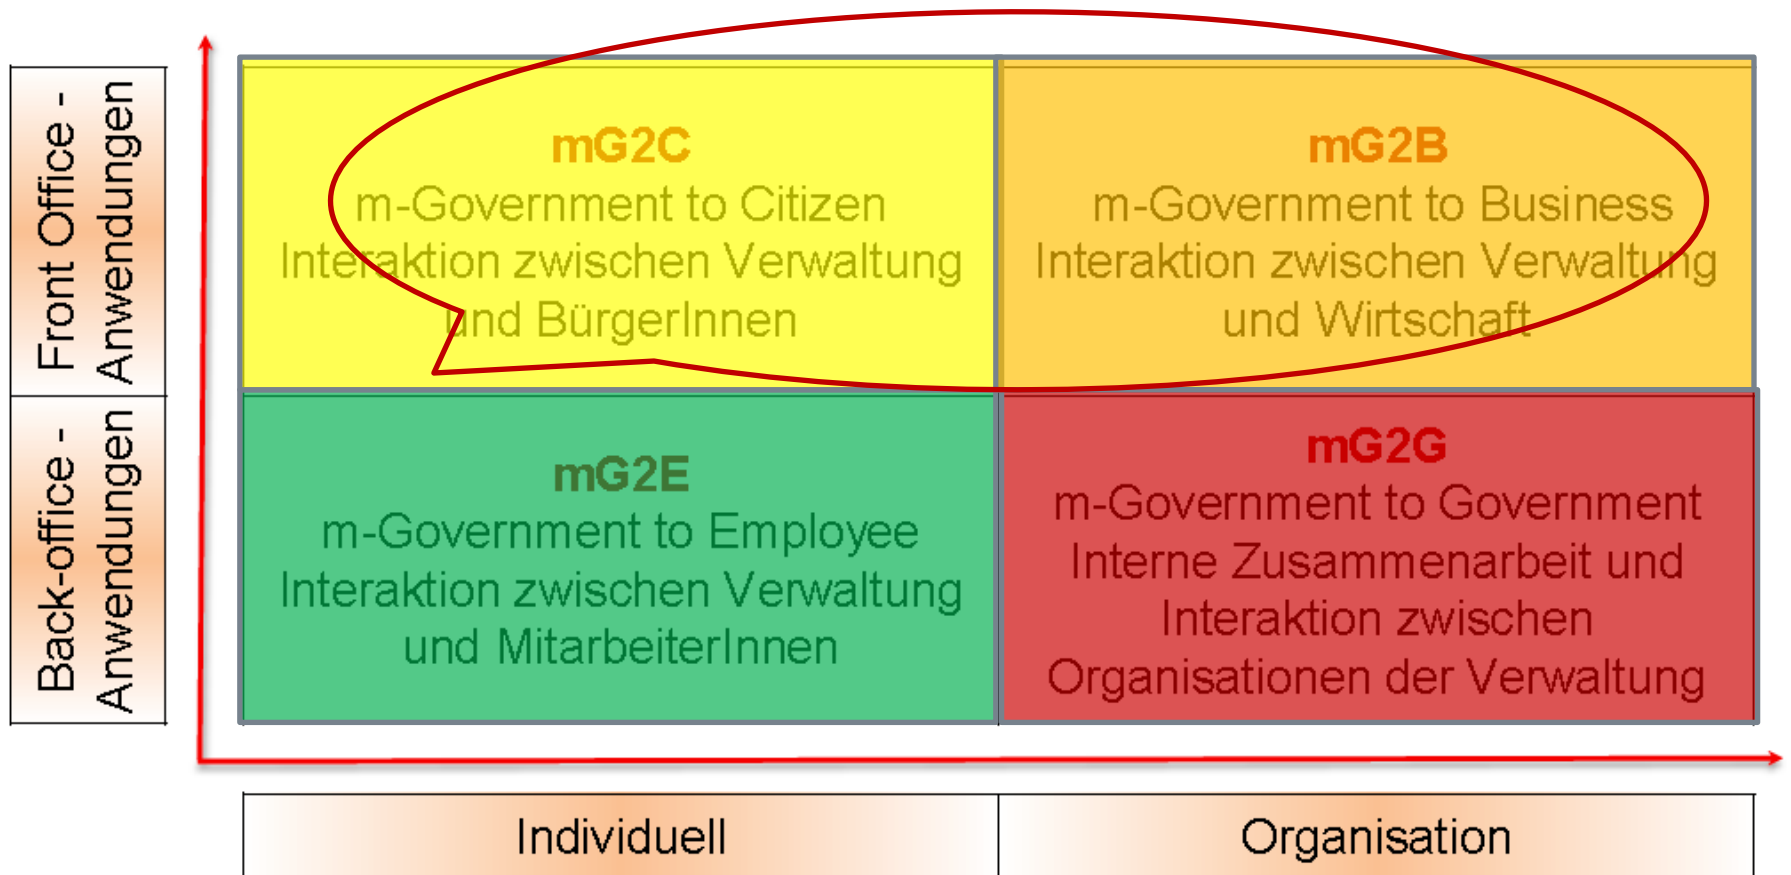 Front Office -
Anwendungen
mG2C
m-Government to Citizen
Interaktion zwischen Verwaltung
und BürgerInnen
mG2B
m-Government to Business
Interaktion zwischen Verwaltung
und Wirtschaft
Back-office -
Anwendungen
mG2E
m-Government to Employee
Interaktion zwischen Verwaltung
und MitarbeiterInnen
mG2G
m-Government to Government
Interne Zusammenarbeit und
Interaktion zwischen
Organisationen der Verwaltung
Individuell
Organisation